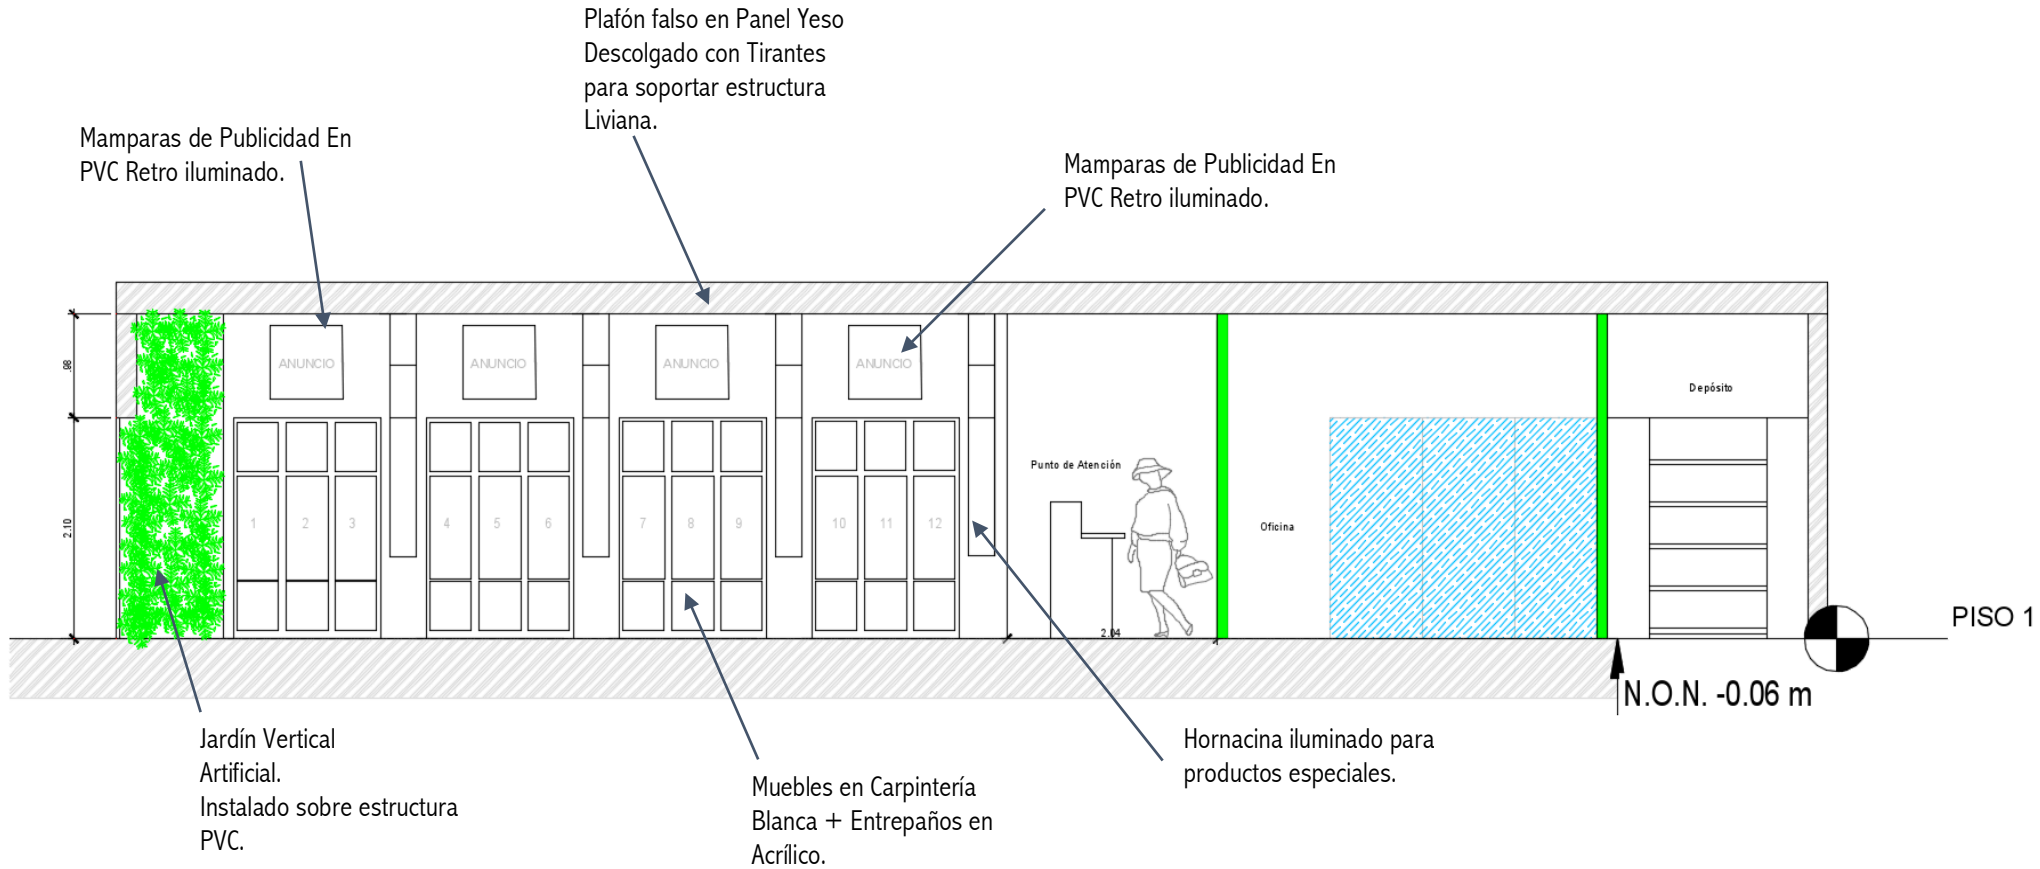 Plafón falso en Panel Yeso
Descolgado con Tirantes
para soportar estructura
Liviana.
Mamparas de Publicidad En
PVC Retro iluminado.
Mamparas de Publicidad En
PVC Retro iluminado.
ANUNCIO
ANUNCIO
ANUNCIO
ANUNCIO
.98
Depósito
Punto de Atención
2.10
1 2 3
4 5 6
7 8 9
10 11 12
Oficina
2.04
PISO 1
N.O.N. -0.06 m
Jardín Vertical
Artificial.
Instalado sobre estructura
PVC.
Muebles en Carpintería
Blanca + Entrepaños en
Acrílico.
Hornacina iluminado para
productos especiales.